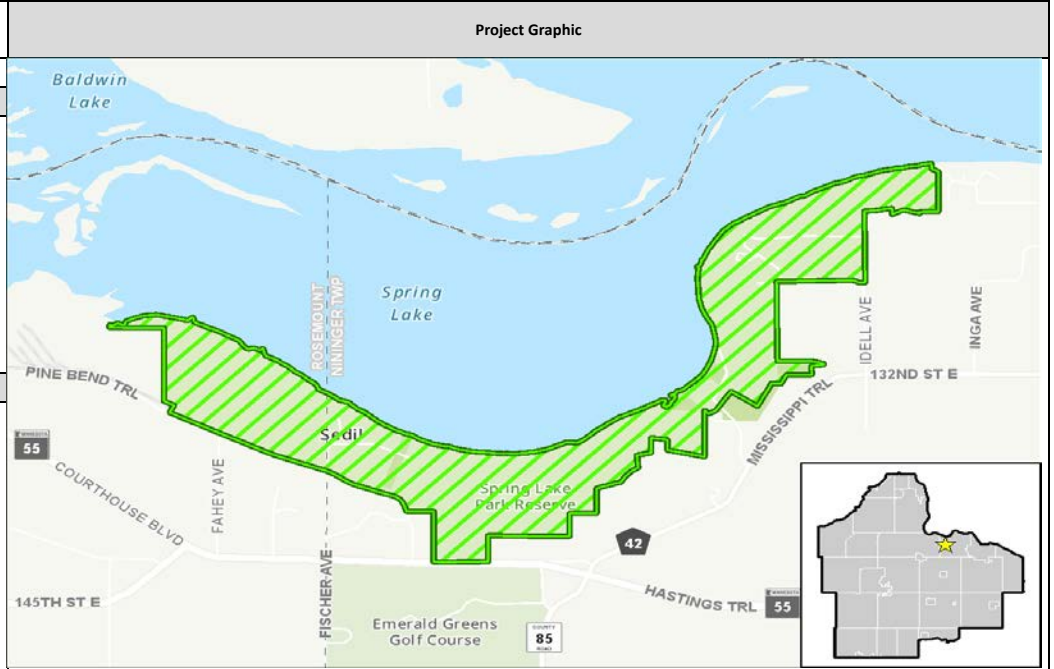 Project Graphic
Baldwin
Lake
Spring
Lake
ROSEMOUNT
NININGER TWP
PINE BEND TRL
55
COURTHOUSE BLVD
FAHEY AVE
145TH ST E
FISCHER AVE
Spring Lake
Park Reserve
Emerald Greens
Golf Course
42
COUNTY
85
ROAD
HASTINGS TRL
55
MISSISSIPPI TRL
132ND ST E
IDELL AVE
INGA AVE